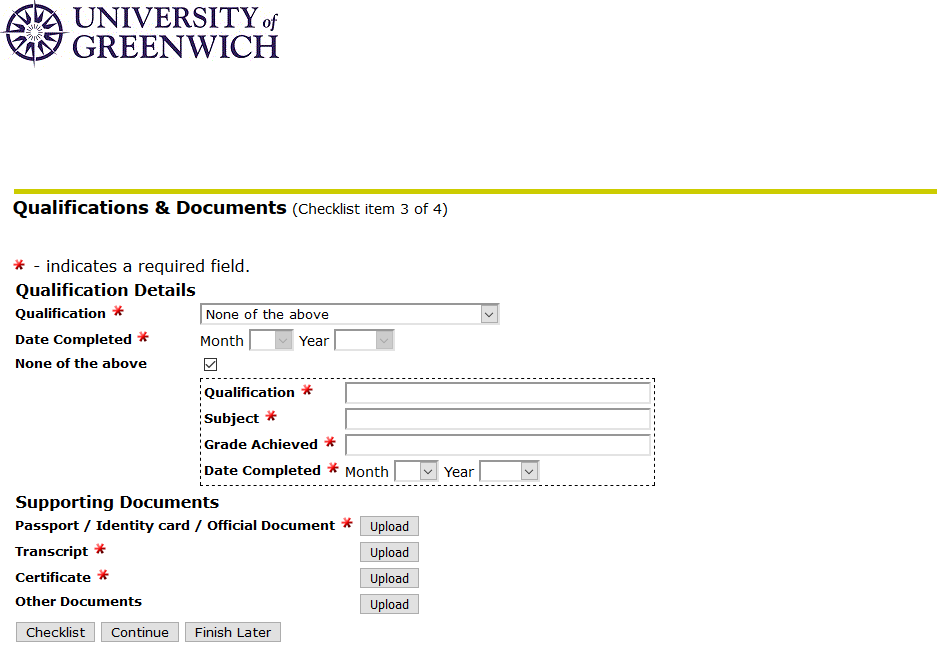 UNIVERSITY of
GREENWICH
Qualifications & Documents (Checklist item 3 of 4)
* - indicates a required field.
Qualification Details
Qualification * None of the above
Date Completed * Month Year
None of the above
Qualification *
Subject *
Grade Achieved *
Date Completed * Month Year
Supporting Documents
Passport / Identity card / Official Document * Upload
Transcript * Upload
Certificate * Upload
Other Documents Upload
Checklist Continue Finish Later